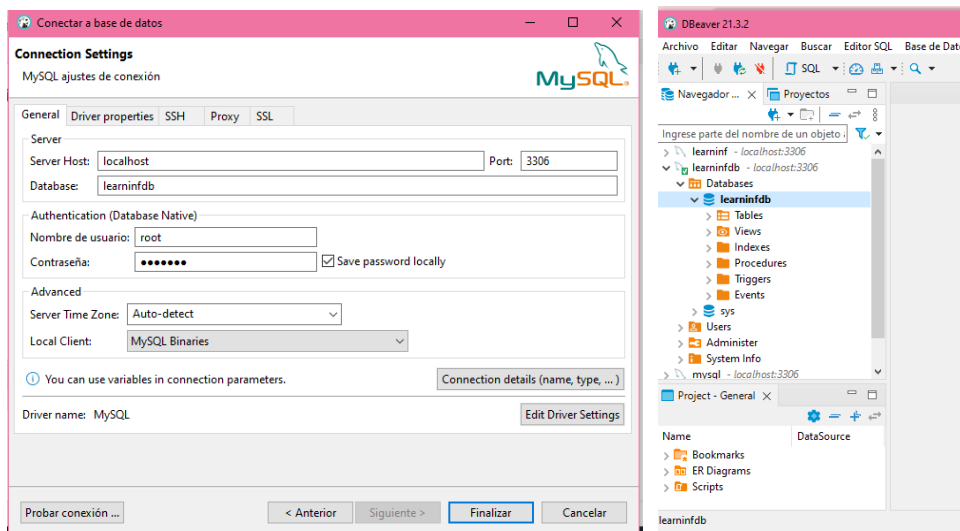 Conectar a base de datos
Connection Settings
MySQL ajustes de conexión
MySQL
General Driver properties SSH Proxy SSL
Server
Server Host: localhost Port: 3306
Database: learninfdb
Authentication (Database Native)
Nombre de usuario: root
Contraseña: ●●●●●●● Save password locally
Advanced
Server Time Zone: Auto-detect
Local Client: MySQL Binaries
You can use variables in connection parameters. Connection details (name, type, ... )
Driver name: MySQL Edit Driver Settings
Probar conexión ... < Anterior Siguiente > Finalizar Cancelar
DBeaver 21.3.2
Archivo Editar Navegar Buscar Editor SQL Base de Dat
SQL
Navegador ... Proyectos
Ingrese parte del nombre de un objeto
learninf - localhost:3306
learninfdb - localhost:3306
Databases
learninfdb
Tables
Views
Indexes
Procedures
Triggers
Events
sys
Users
Administer
System Info
mysql - localhost:3306
Project - General
Name DataSource
Bookmarks
ER Diagrams
Scripts
learninfdb